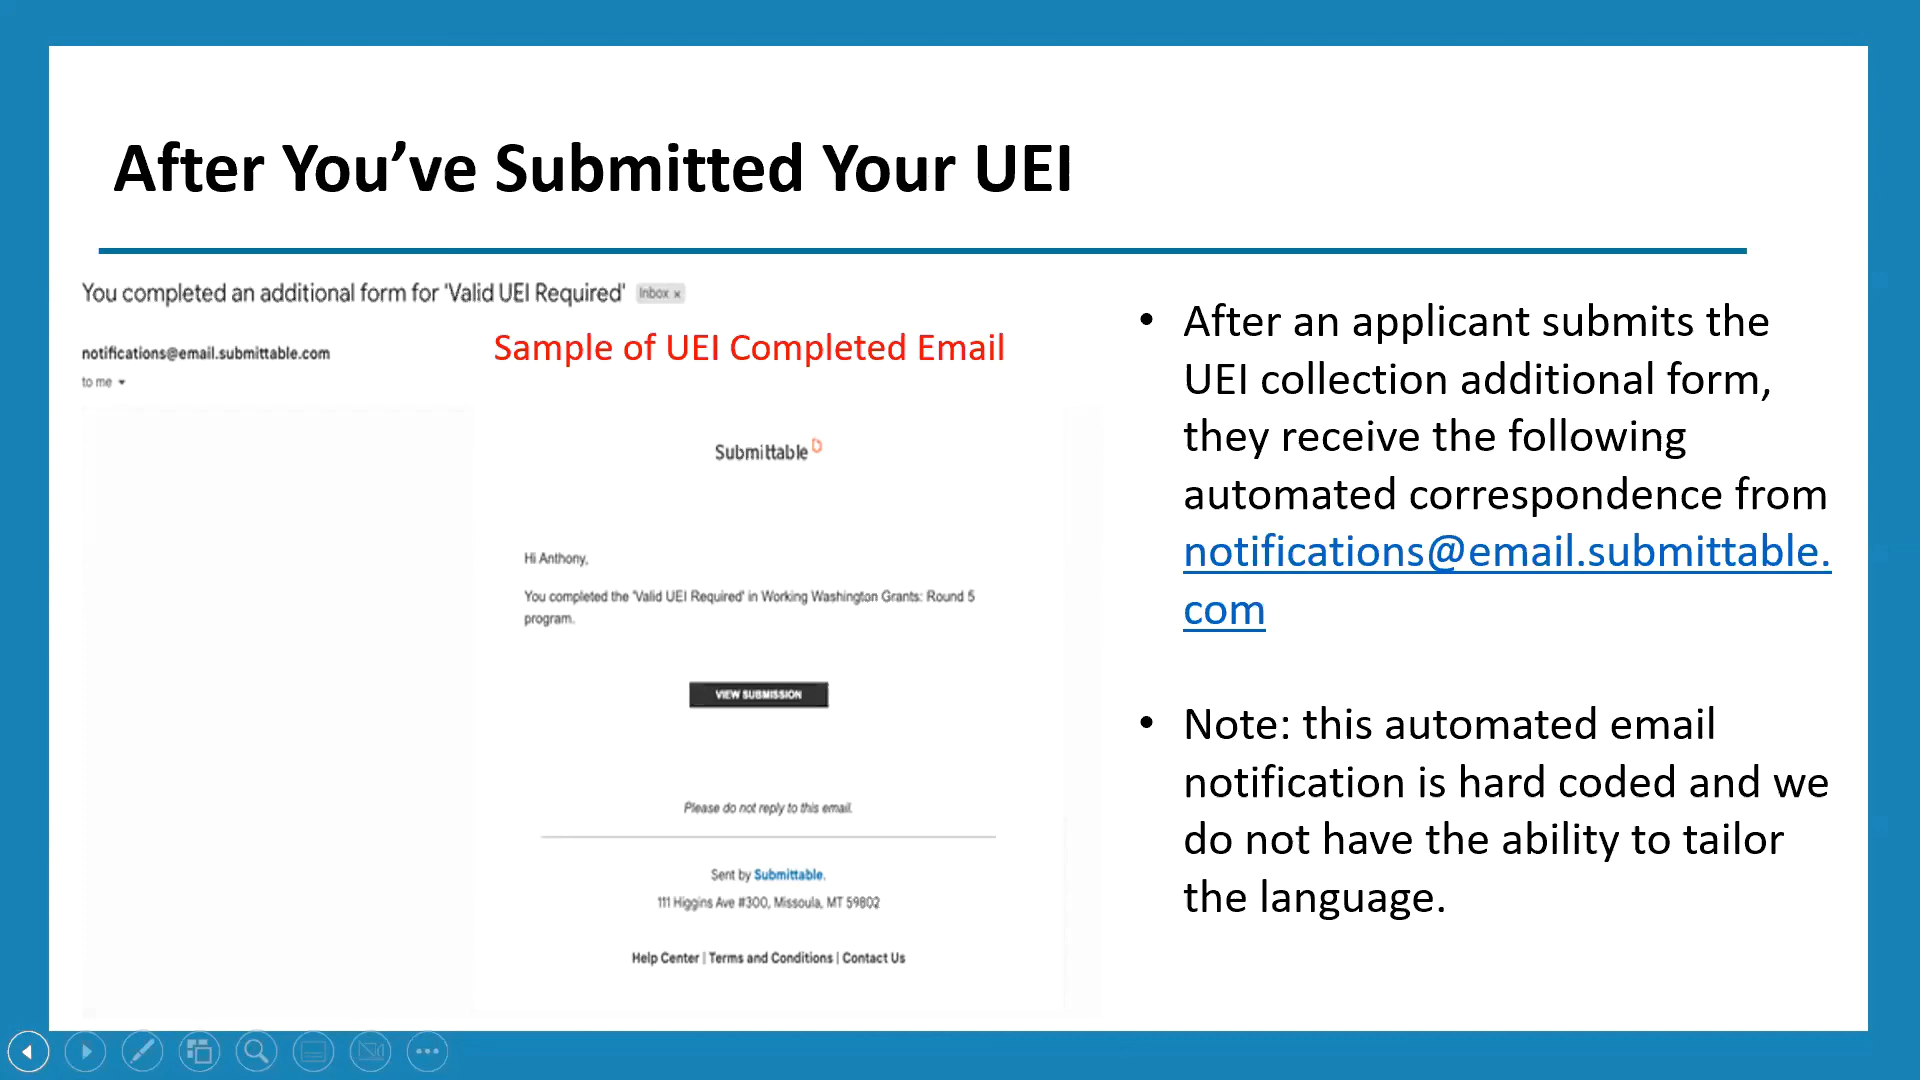 After You’ve Submitted Your UEI
You completed an additional form for 'Valid UEI Required' Inbox x
notifications@email.submittable.com
to me
Sample of UEI Completed Email
Submittable
Hi Anthony,
You completed the 'Valid UEI Required' in Working Washington Grants: Round 5
program.
VIEW SUBMISSION
Please do not reply to this email.
Sent by Submittable.
111 Higgins Ave #300, Missoula, MT 59802
Help Center | Terms and Conditions | Contact Us
• After an applicant submits the
UEI collection additional form,
they receive the following
automated correspondence from
notifications@email.submittable.
com
• Note: this automated email
notification is hard coded and we
do not have the ability to tailor
the language.